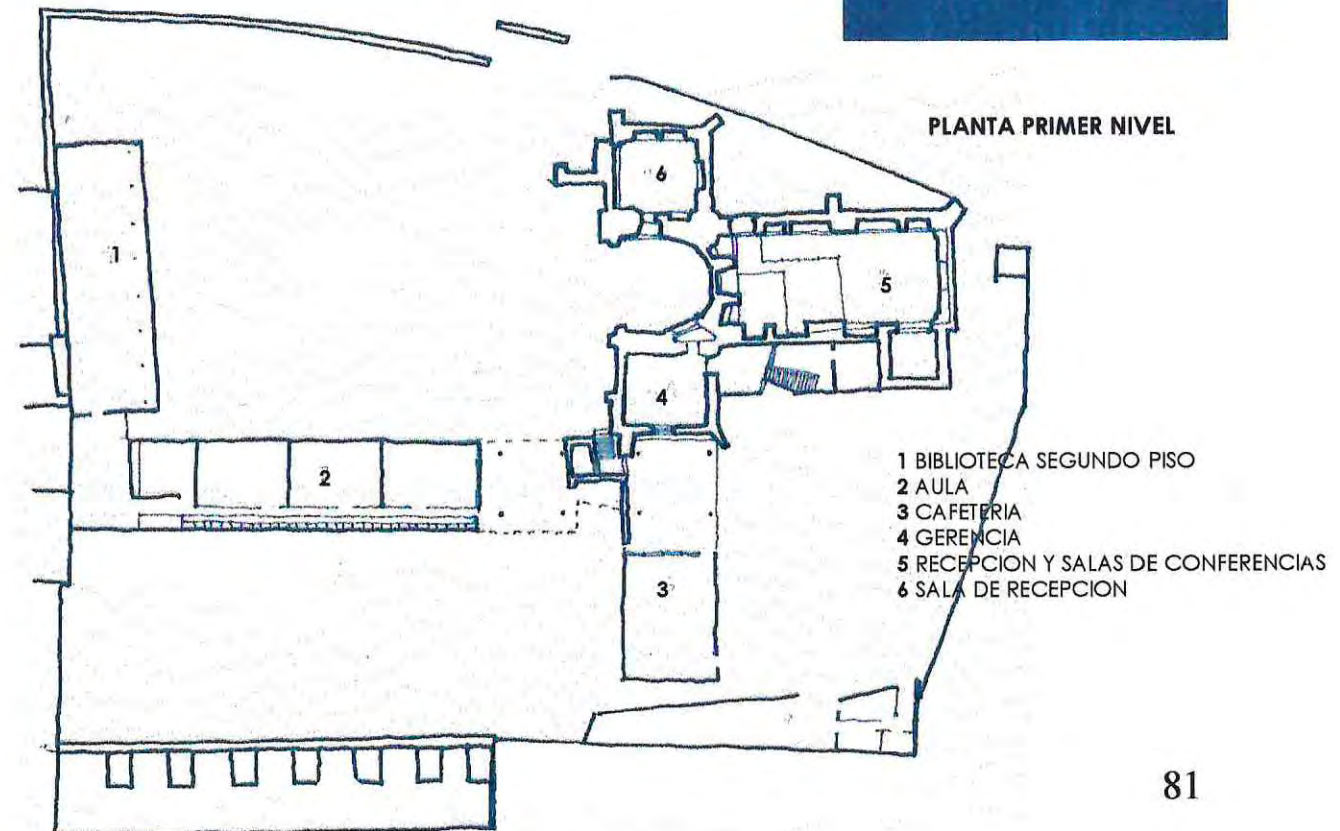 PLANTA PRIMER NIVEL
6
1
5
4
2
3
1 BIBLIOTECA SEGUNDO PISO
2 AULA
3 CAFETERIA
4 GERENCIA
5 RECEPCION Y SALAS DE CONFERENCIAS
6 SALA DE RECEPCION
81